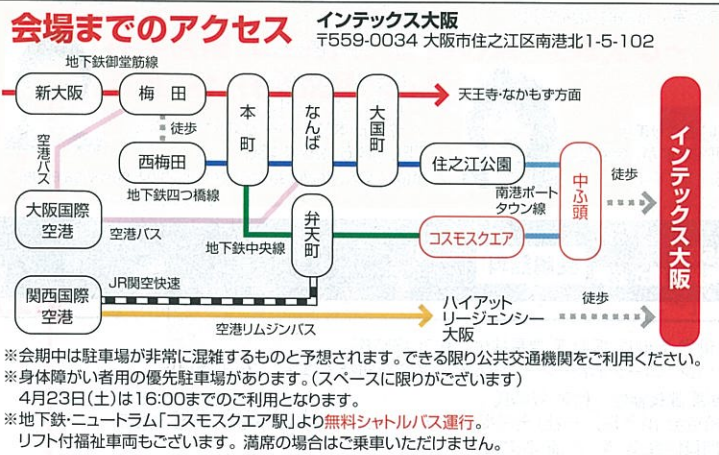 会場までのアクセス
インテックス大阪
〒559-0034 大阪市住之江区南港北1-5-102
地下鉄御堂筋線
新大阪
梅田
本町
なんば
大国町
天王寺・なかもず方面
空港バス
徒歩
西梅田
住之江公園
中ふ頭
徒歩
インテックス大阪
地下鉄四つ橋線
南港ポート
タウン線
大阪国際
空港
空港バス
地下鉄中央線
弁天町
コスモスクエア
関西国際
空港
JR関空快速
空港リムジンバス
ハイアット
リージェンシー
大阪
徒歩
※会期中は駐車場が非常に混雑するものと予想されます。できる限り公共交通機関をご利用ください。
※身体障がい者用の優先駐車場があります。(スペースに限りがございます)
4月23日(土)は16:00までのご利用となります。
※地下鉄・ニュートラム「コスモスクエア駅」より無料シャトルバス運行。
リフト付福祉車両もございます。満席の場合はご乗車いただけません。